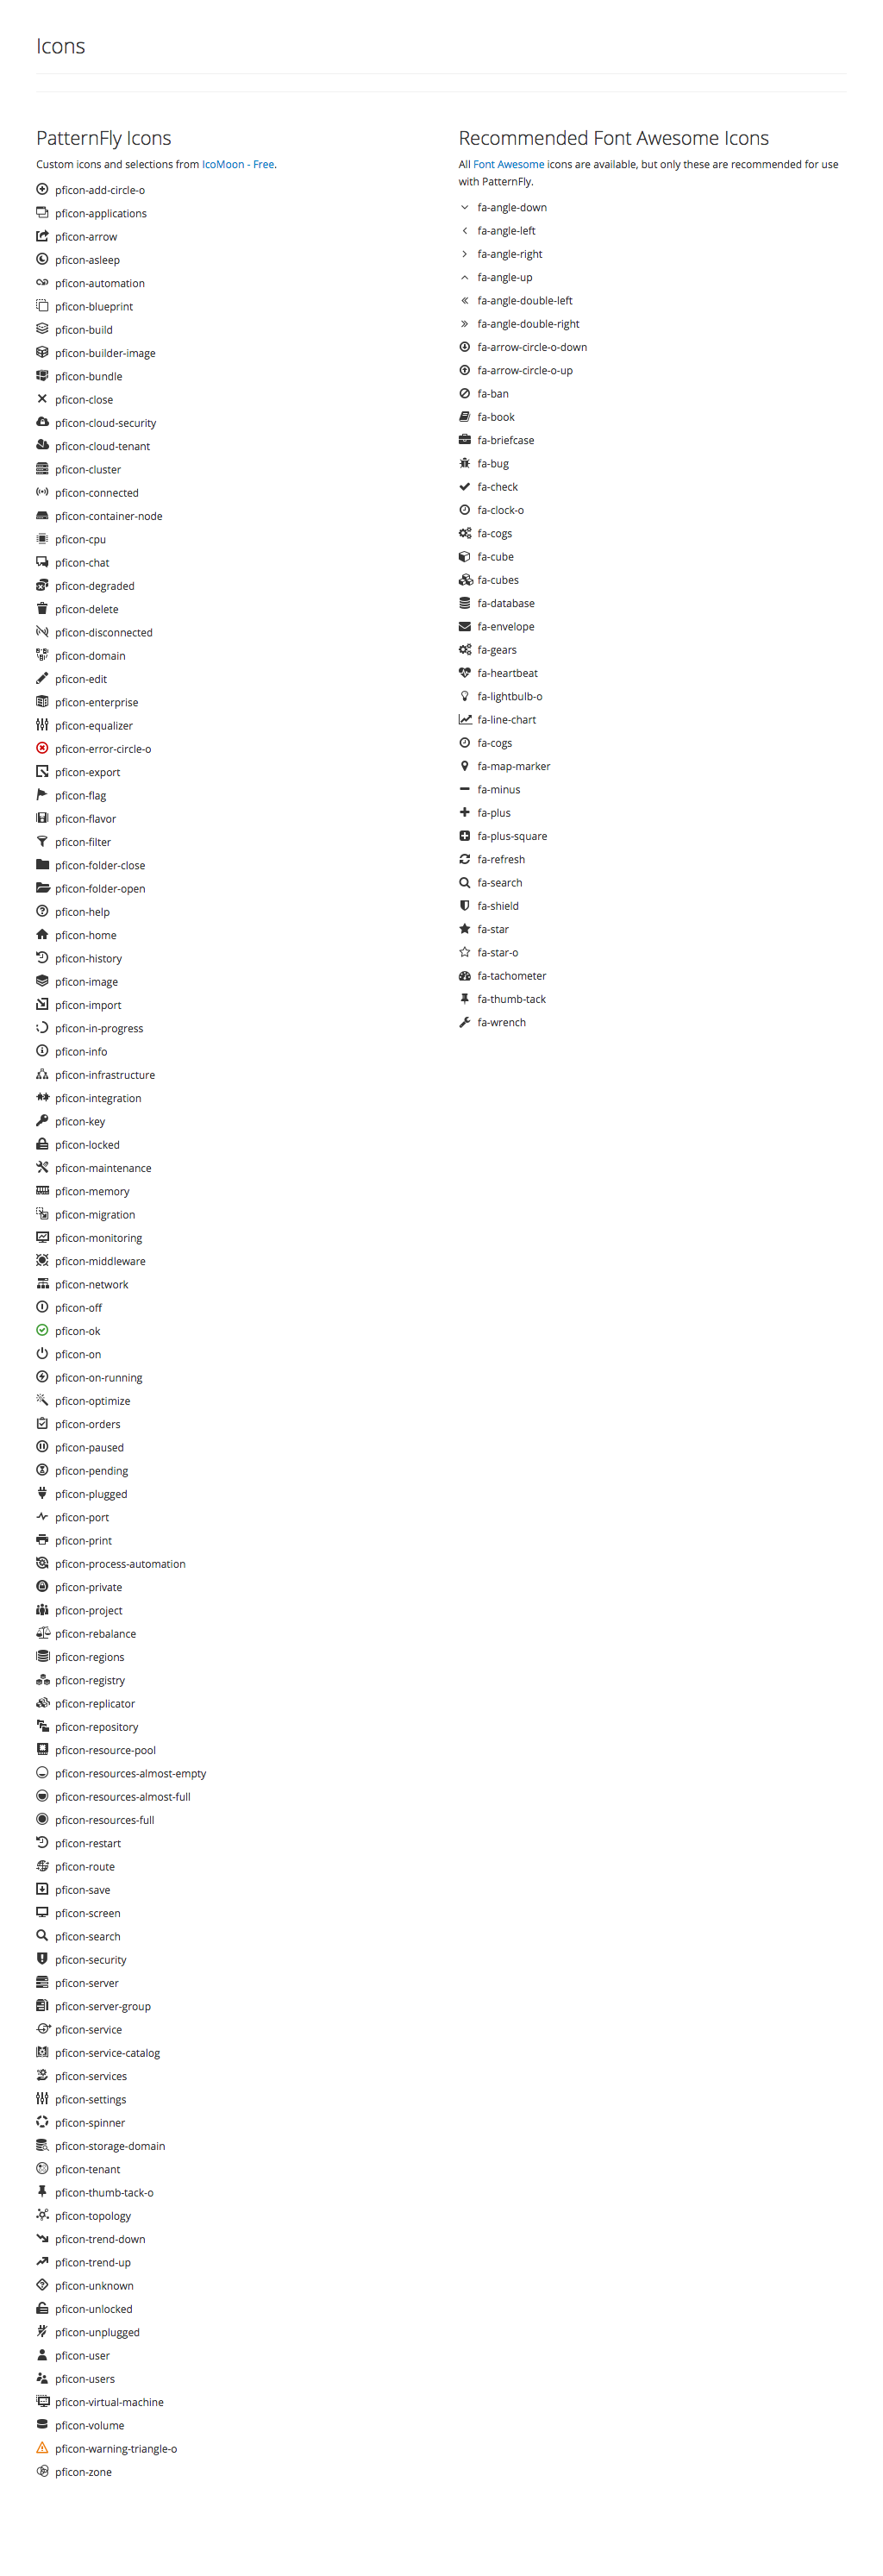 Icons
PatternFly Icons
Custom icons and selections from IcoMoon - Free.
pficon-add-circle-o
pficon-applications
pficon-arrow
pficon-asleep
pficon-automation
pficon-blueprint
pficon-build
pficon-builder-image
pficon-bundle
pficon-close
pficon-cloud-security
pficon-cloud-tenant
pficon-cluster
pficon-connected
pficon-container-node
pficon-cpu
pficon-chat
pficon-degraded
pficon-delete
pficon-disconnected
pficon-domain
pficon-edit
pficon-enterprise
pficon-equalizer
pficon-error-circle-o
pficon-export
pficon-flag
pficon-flavor
pficon-filter
pficon-folder-close
pficon-folder-open
pficon-help
pficon-home
pficon-history
pficon-image
pficon-import
pficon-in-progress
pficon-info
pficon-infrastructure
pficon-integration
pficon-key
pficon-locked
pficon-maintenance
pficon-memory
pficon-migration
pficon-monitoring
pficon-middleware
pficon-network
pficon-off
pficon-ok
pficon-on
pficon-on-running
pficon-optimize
pficon-orders
pficon-paused
pficon-pending
pficon-plugged
pficon-port
pficon-print
pficon-process-automation
pficon-private
pficon-project
pficon-rebalance
pficon-regions
pficon-registry
pficon-replicator
pficon-repository
pficon-resource-pool
pficon-resources-almost-empty
pficon-resources-almost-full
pficon-resources-full
pficon-restart
pficon-route
pficon-save
pficon-screen
pficon-search
pficon-security
pficon-server
pficon-server-group
pficon-service
pficon-service-catalog
pficon-services
pficon-settings
pficon-spinner
pficon-storage-domain
pficon-tenant
pficon-thumb-tack-o
pficon-topology
pficon-trend-down
pficon-trend-up
pficon-unknown
pficon-unlocked
pficon-unplugged
pficon-user
pficon-users
pficon-virtual-machine
pficon-volume
pficon-warning-triangle-o
pficon-zone
Recommended Font Awesome Icons
All Font Awesome icons are available, but only these are recommended for use
with PatternFly.
fa-angle-down
fa-angle-left
fa-angle-right
fa-angle-up
fa-angle-double-left
fa-angle-double-right
fa-arrow-circle-o-down
fa-arrow-circle-o-up
fa-ban
fa-book
fa-briefcase
fa-bug
fa-check
fa-clock-o
fa-cogs
fa-cube
fa-cubes
fa-database
fa-envelope
fa-gears
fa-heartbeat
fa-lightbulb-o
fa-line-chart
fa-cogs
fa-map-marker
fa-minus
fa-plus
fa-plus-square
fa-refresh
fa-search
fa-shield
fa-star
fa-star-o
fa-tachometer
fa-thumb-tack
fa-wrench